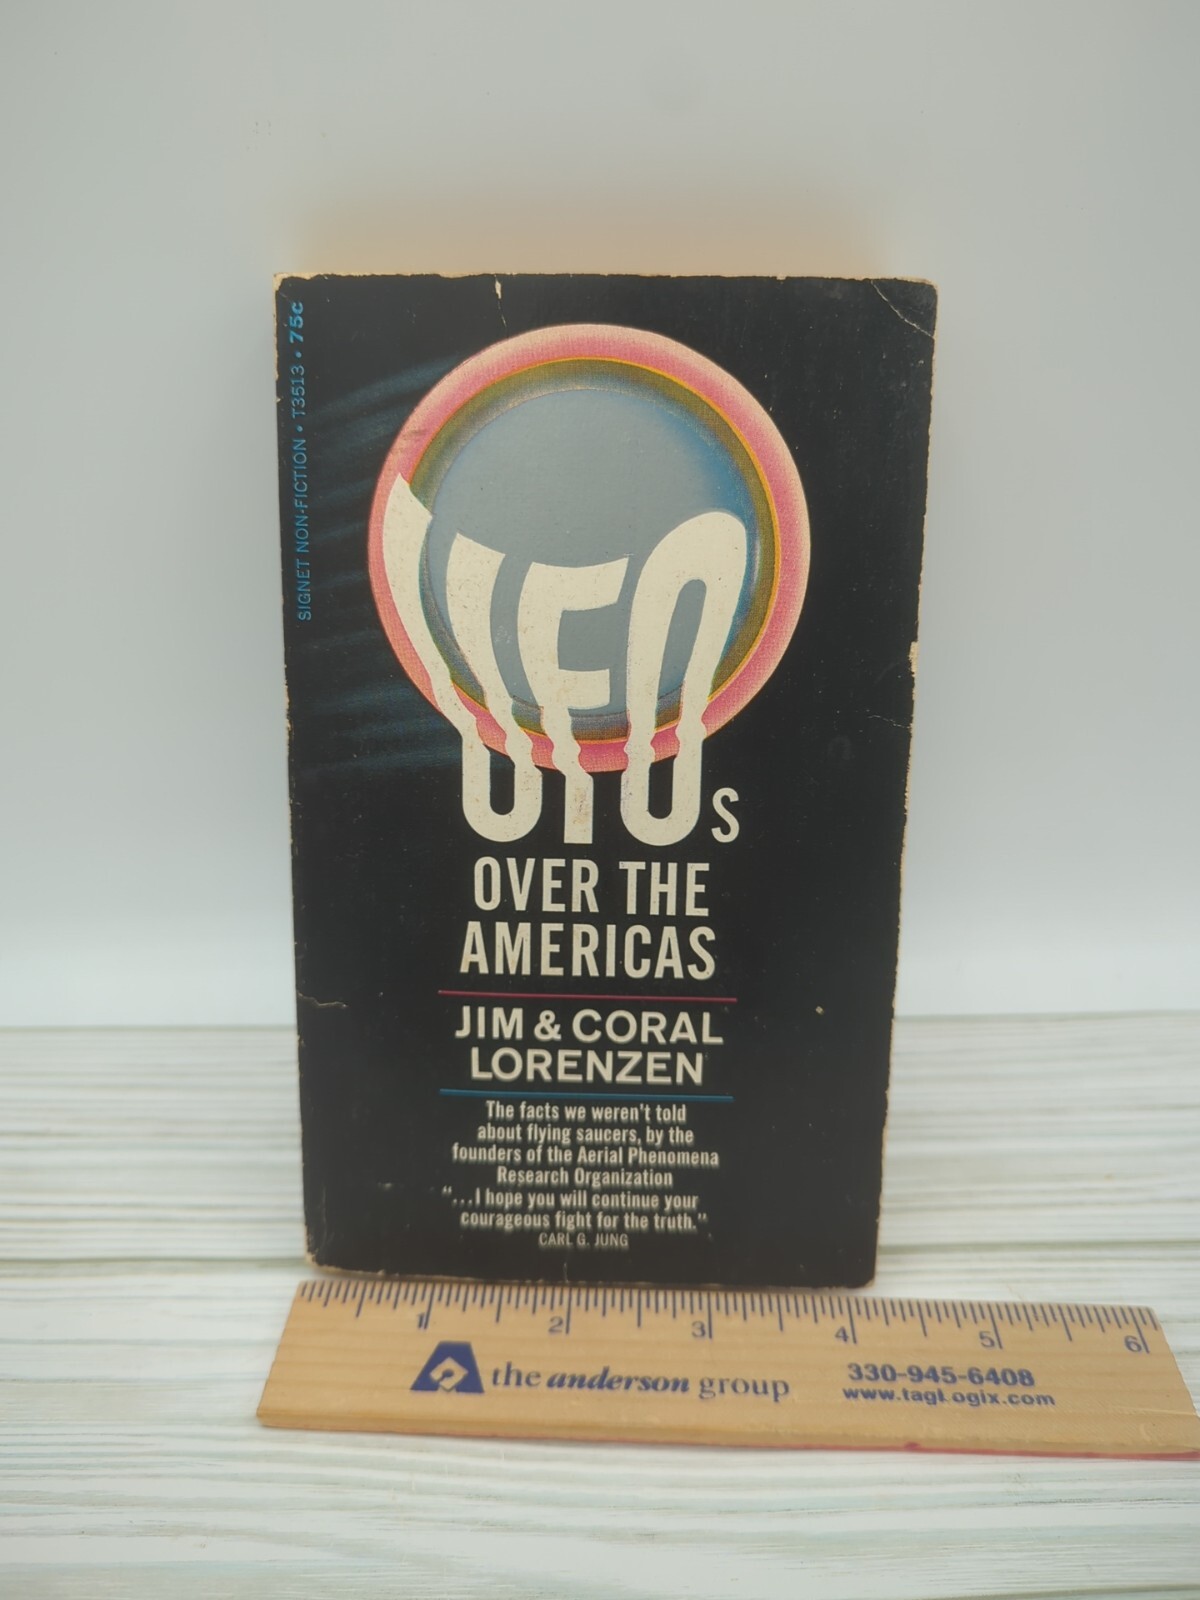 SIGNET NON-FICTION • T3513 • 75c
UFOs
OVER THE
AMERICAS
JIM & CORAL
LORENZEN
The facts we weren't told
about flying saucers, by the
founders of the Aerial Phenomena
Research Organization
"...I hope you will continue your
courageous fight for the truth."
CARL G. JUNG
1 2 3 4 5 6
the anderson group
330-945-6408
www.tagLogix.com